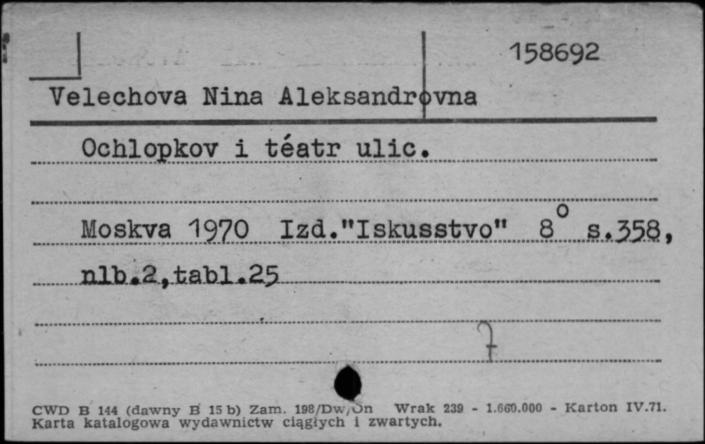 158692
Velechova Nina Aleksandrovna
Ochlopkov i téatr ulic.
Moskva 1970 Izd."Iskusstvo" 8° s.358,
nlb.2,tabl.25
7
CWD B 144 (dawny B 15 b) Zam. 198/Dw/On Wrak 239 - 1.660.000 - Karton IV.71.
Karta katalogowa wydawnictw ciągłych i zwartych.